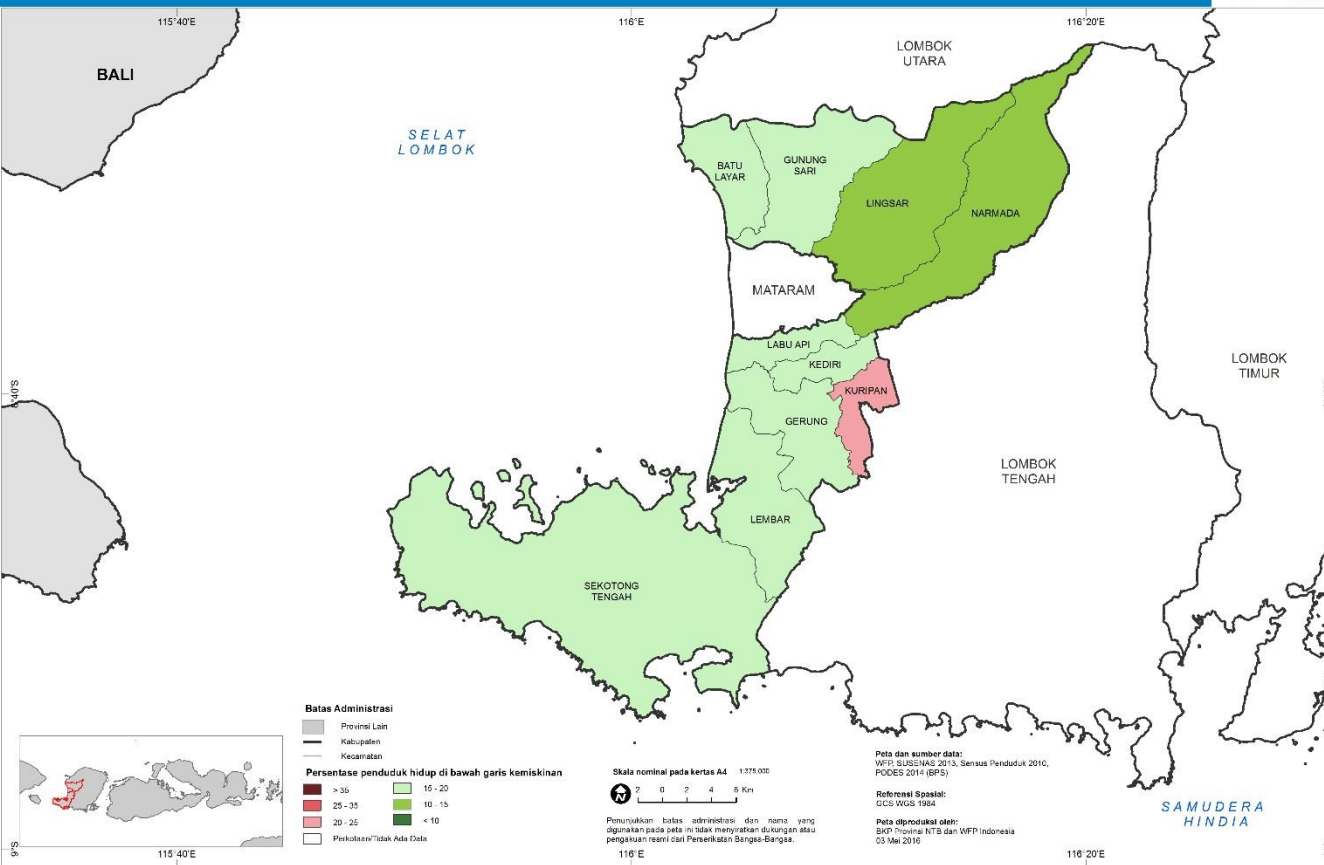 115°40'E
116°E
116°20'E
BALI
LOMBOK
UTARA
SELAT
LOMBOK
BATU
LAYAR
GUNUNG
SARI
LINGSAR
NARMADA
MATARAM
LABU API
KEDIRI
KURIPAN
LOMBOK
TIMUR
8°40'S
GERUNG
LOMBOK
TENGAH
LEMBAR
SEKOTONG
TENGAH
Batas Administrasi
Provinsi Lain
Kabupaten
Kecamatan
Persentase penduduk hidup di bawah garis kemiskinan
> 35
25 - 35
20 - 25
16 - 20
10 - 15
< 10
Perkotaan/Tidak Ada Data
Skala nominal pada kertas A4 1:375.000
2 0 2 4 6 Km
Penunjukkan batas administrasi dan nama yang
digunakan pada peta ini tidak menyiratkan dukungan atau
pengakuan resmi dari Perserikatan Bangsa-Bangsa.
Peta dan sumber data:
WFP, SUSENAS 2013, Sensus Penduduk 2010,
PODES 2014 (BPS)
Referensi Spasial:
GCS WGS 1984
Peta diproduksi oleh:
BKP Provinsi NTB dan WFP Indonesia
03 Mei 2016
SAMUDERA
HINDIA
9°S
115°40'E
116°E
116°20'E